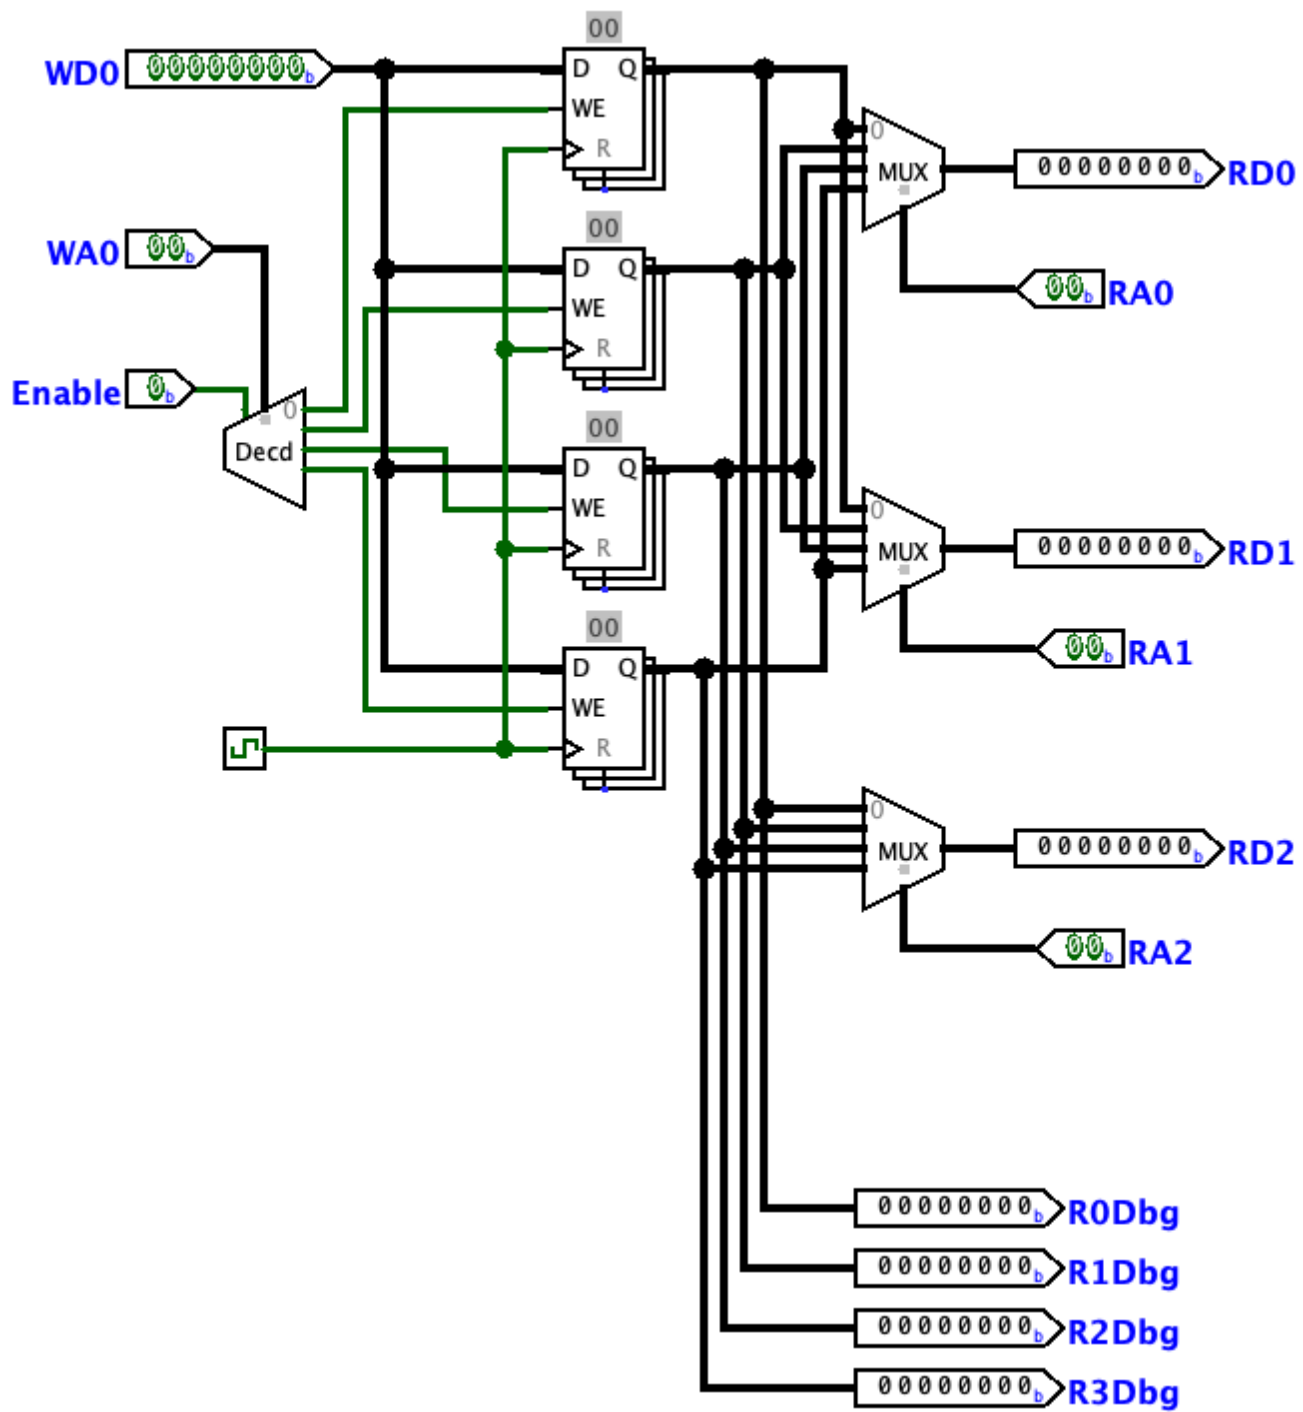 00
WD0 00000000b D Q
WE
R
0
MUX 00000000b RD0
00
WA0 00b D Q
00b RA0
WE
R
Enable 0b
0
Decd
00
D Q
WE
0
R MUX 00000000b RD1
00
D Q
00b RA1
WE
R
0
MUX 00000000b RD2
00b RA2
00000000b R0Dbg
00000000b R1Dbg
00000000b R2Dbg
00000000b R3Dbg